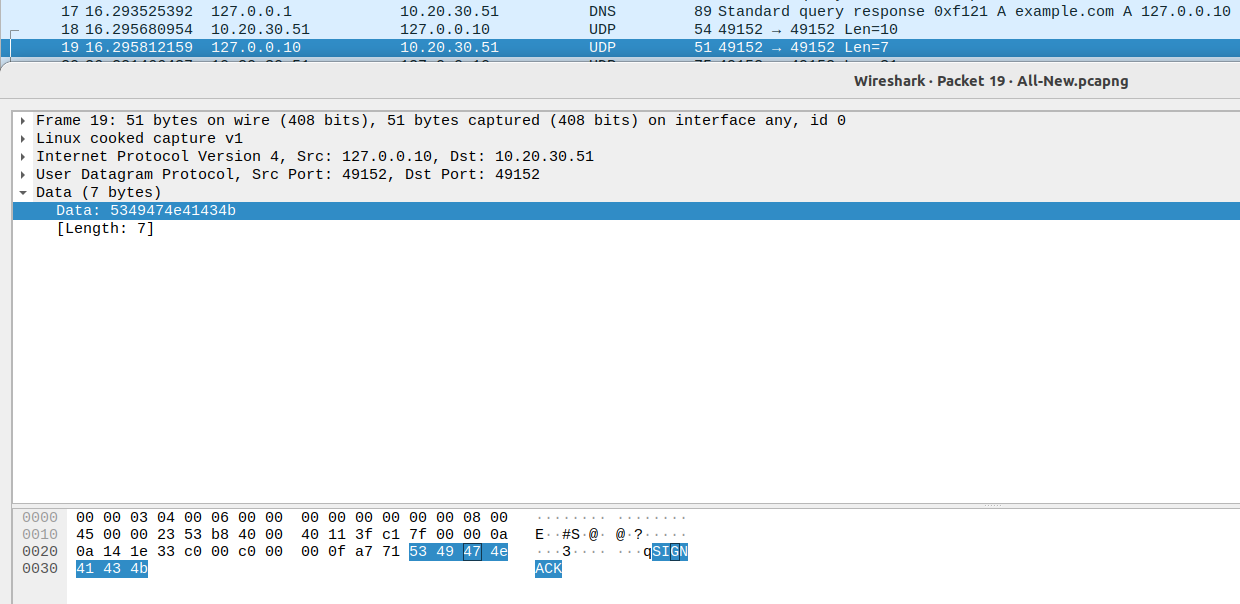 17 16.293525392 127.0.0.1 10.20.30.51 DNS 89 Standard query response 0xf121 A example.com A 127.0.0.10
18 16.295680954 10.20.30.51 127.0.0.10 UDP 54 49152 → 49152 Len=10
19 16.295812159 127.0.0.10 10.20.30.51 UDP 51 49152 → 49152 Len=7
Wireshark · Packet 19 · All-New.pcapng
Frame 19: 51 bytes on wire (408 bits), 51 bytes captured (408 bits) on interface any, id 0
Linux cooked capture v1
Internet Protocol Version 4, Src: 127.0.0.10, Dst: 10.20.30.51
User Datagram Protocol, Src Port: 49152, Dst Port: 49152
Data (7 bytes)
Data: 5349474e41434b
[Length: 7]
0000 00 00 03 04 00 06 00 00 00 00 00 00 00 00 08 00 ········ ········
0010 45 00 00 23 53 b8 40 00 40 11 3f c1 7f 00 00 0a E··#S·@· @·?·····
0020 0a 14 1e 33 c0 00 c0 00 00 0f a7 71 53 49 47 4e ···3···· ···qSIGN
0030 41 43 4b ACK